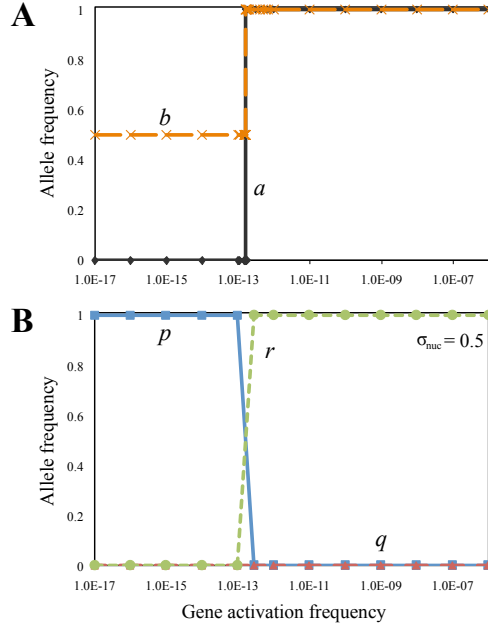 A
1
0.8
0.6
0.4
0.2
0
Allele frequency
b
a
1.0E-17 1.0E-15 1.0E-13 1.0E-11 1.0E-09 1.0E-07
B
1
0.8
0.6
0.4
0.2
0
Allele frequency
p
r
σnuc = 0.5
q
1.0E-17 1.0E-15 1.0E-13 1.0E-11 1.0E-09 1.0E-07
Gene activation frequency